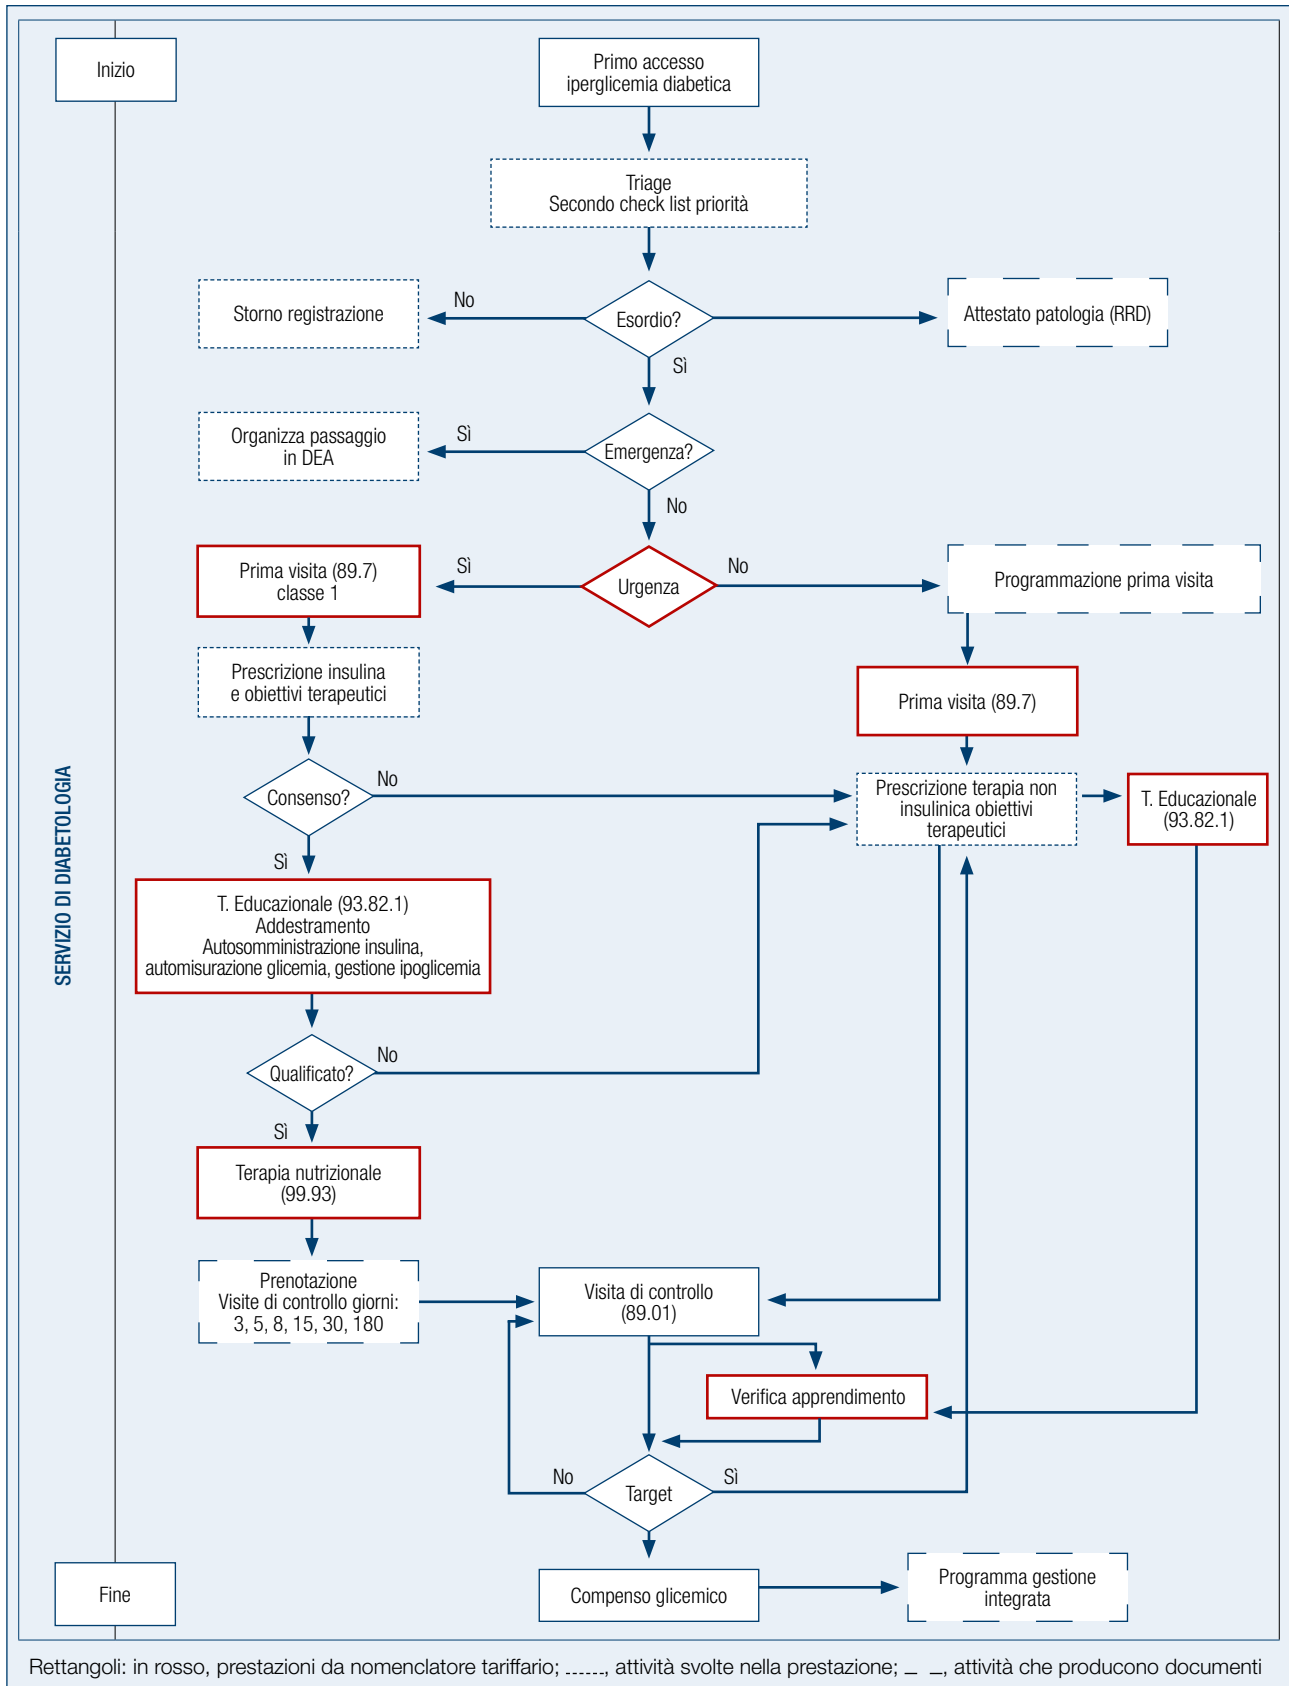 Inizio
Primo accesso
iperglicemia diabetica
Triage
Secondo check list priorità
Storno registrazione
No
Esordio?
Attestato patologia (RRD)
Sì
Organizza passaggio
in DEA
Sì
Emergenza?
No
Prima visita (89.7)
classe 1
Sì
Urgenza
No
Programmazione prima visita
Prescrizione insulina
e obiettivi terapeutici
Prima visita (89.7)
SERVIZIO DI DIABETOLOGIA
Consenso?
No
Prescrizione terapia non
insulinica obiettivi
terapeutici
T. Educazionale
(93.82.1)
Sì
T. Educazionale (93.82.1)
Addestramento
Autosomministrazione insulina,
automisurazione glicemia, gestione ipoglicemia
Qualificato?
No
Sì
Terapia nutrizionale
(99.93)
Prenotazione
Visite di controllo giorni:
3, 5, 8, 15, 30, 180
Visita di controllo
(89.01)
Verifica apprendimento
No
Target
Sì
Fine
Compenso glicemico
Programma gestione
integrata
Rettangoli: in rosso, prestazioni da nomenclatore tariffario; ......, attività svolte nella prestazione; _ _, attività che producono documenti